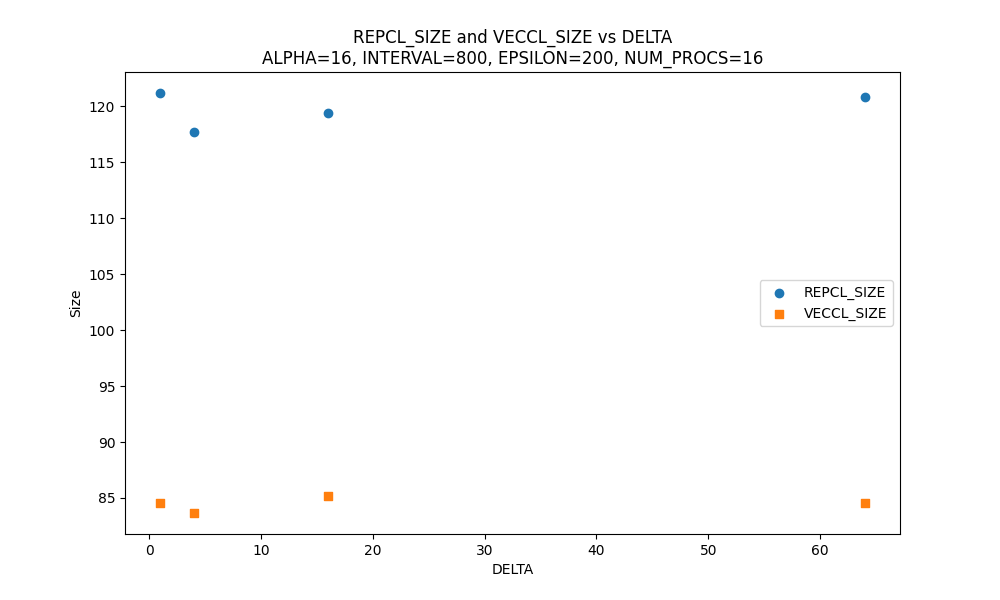 REPCL_SIZE and VECCL_SIZE vs DELTA
ALPHA=16, INTERVAL=800, EPSILON=200, NUM_PROCS=16
120
115
110
105
100
95
90
85
Size
REPCL_SIZE
VECCL_SIZE
0 10 20 30 40 50 60
DELTA